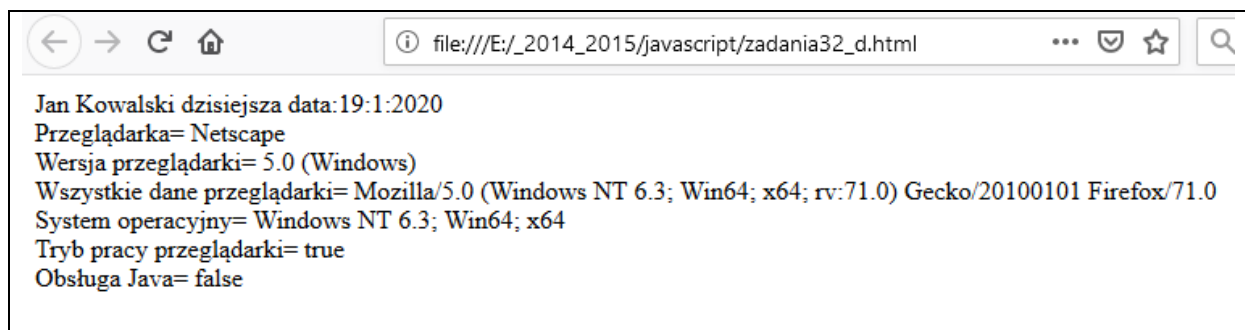 file:///E:/_2014_2015/javascript/zadania32_d.html
Jan Kowalski dzisiejsza data:19:1:2020
Przeglądarka= Netscape
Wersja przeglądarki= 5.0 (Windows)
Wszystkie dane przeglądarki= Mozilla/5.0 (Windows NT 6.3; Win64; x64; rv:71.0) Gecko/20100101 Firefox/71.0
System operacyjny= Windows NT 6.3; Win64; x64
Tryb pracy przeglądarki= true
Obsługa Java= false